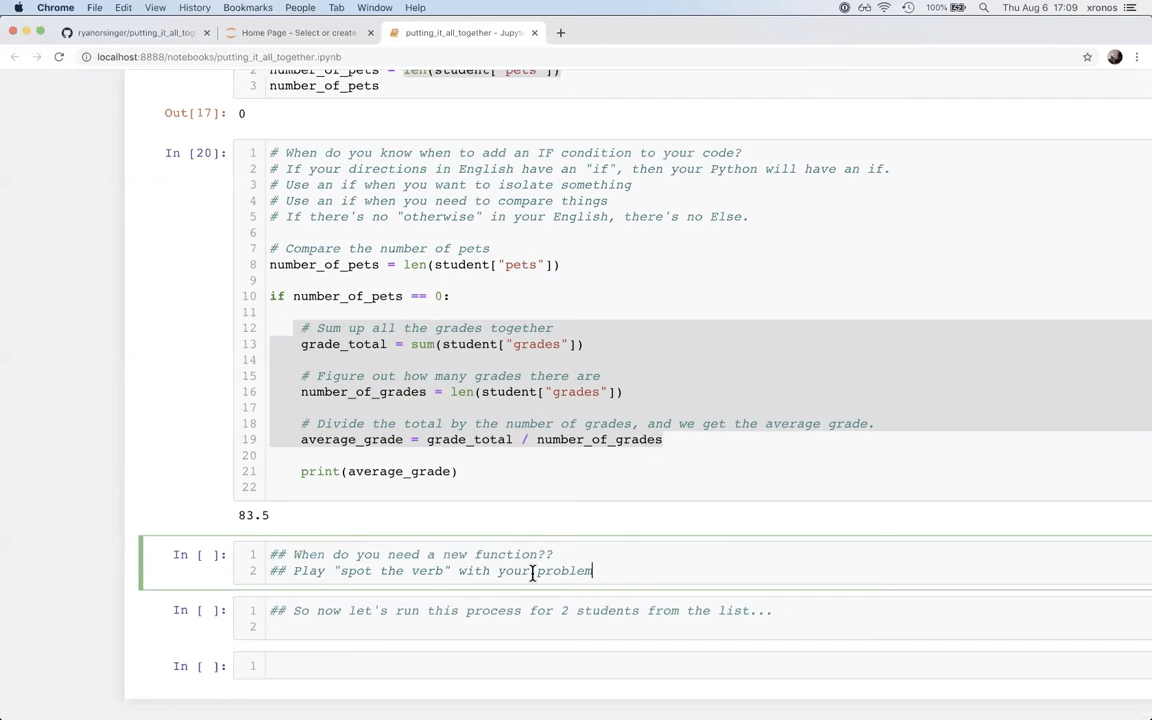 Chrome File Edit View History Bookmarks People Tab Window Help 100% Thu Aug 6 17:09 xronos
ryanorsinger/putting_it_all_tog × Home Page - Select or create × putting_it_all_together - Jupyte × +
localhost:8888/notebooks/putting_it_all_together.ipynb
2 number_of_pets = len(student["pets"])
3 number_of_pets
Out[17]: 0
In [20]: 1 # When do you know when to add an IF condition to your code?
2 # If your directions in English have an "if", then your Python will have an if.
3 # Use an if when you want to isolate something
4 # Use an if when you need to compare things
5 # If there's no "otherwise" in your English, there's no Else.
6
7 # Compare the number of pets
8 number_of_pets = len(student["pets"])
9
10 if number_of_pets == 0:
11
12 # Sum up all the grades together
13 grade_total = sum(student["grades"])
14
15 # Figure out how many grades there are
16 number_of_grades = len(student["grades"])
17
18 # Divide the total by the number of grades, and we get the average grade.
19 average_grade = grade_total / number_of_grades
20
21 print(average_grade)
22
83.5
In [ ]: 1 ## When do you need a new function??
2 ## Play "spot the verb" with your problem
In [ ]: 1 ## So now let's run this process for 2 students from the list...
2
In [ ]: 1